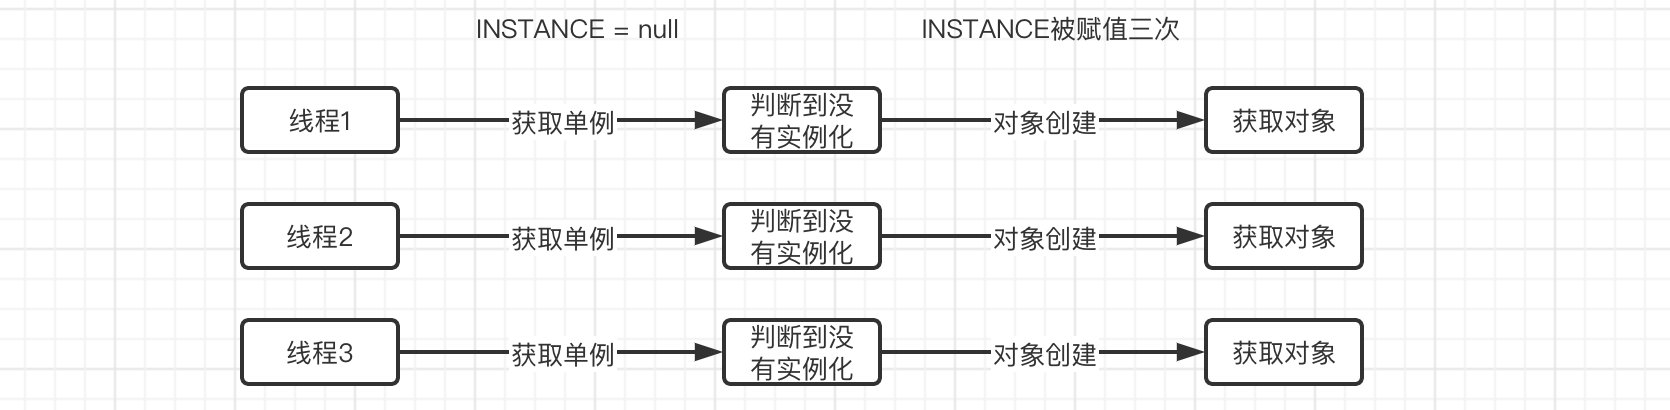 INSTANCE = null
INSTANCE被赋值三次
线程1
获取单例
判断到没
有实例化
对象创建
获取对象
线程2
获取单例
判断到没
有实例化
对象创建
获取对象
线程3
获取单例
判断到没
有实例化
对象创建
获取对象